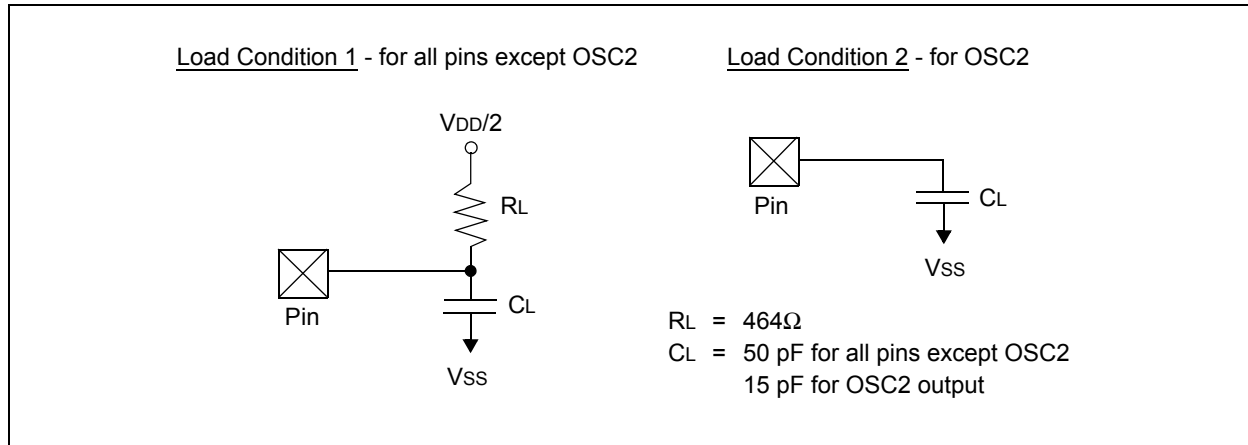 Load Condition 1 - for all pins except OSC2
VDD/2
RL
Pin
CL
VSS
Load Condition 2 - for OSC2
Pin
CL
VSS
RL = 464Ω
CL = 50 pF for all pins except OSC2
15 pF for OSC2 output